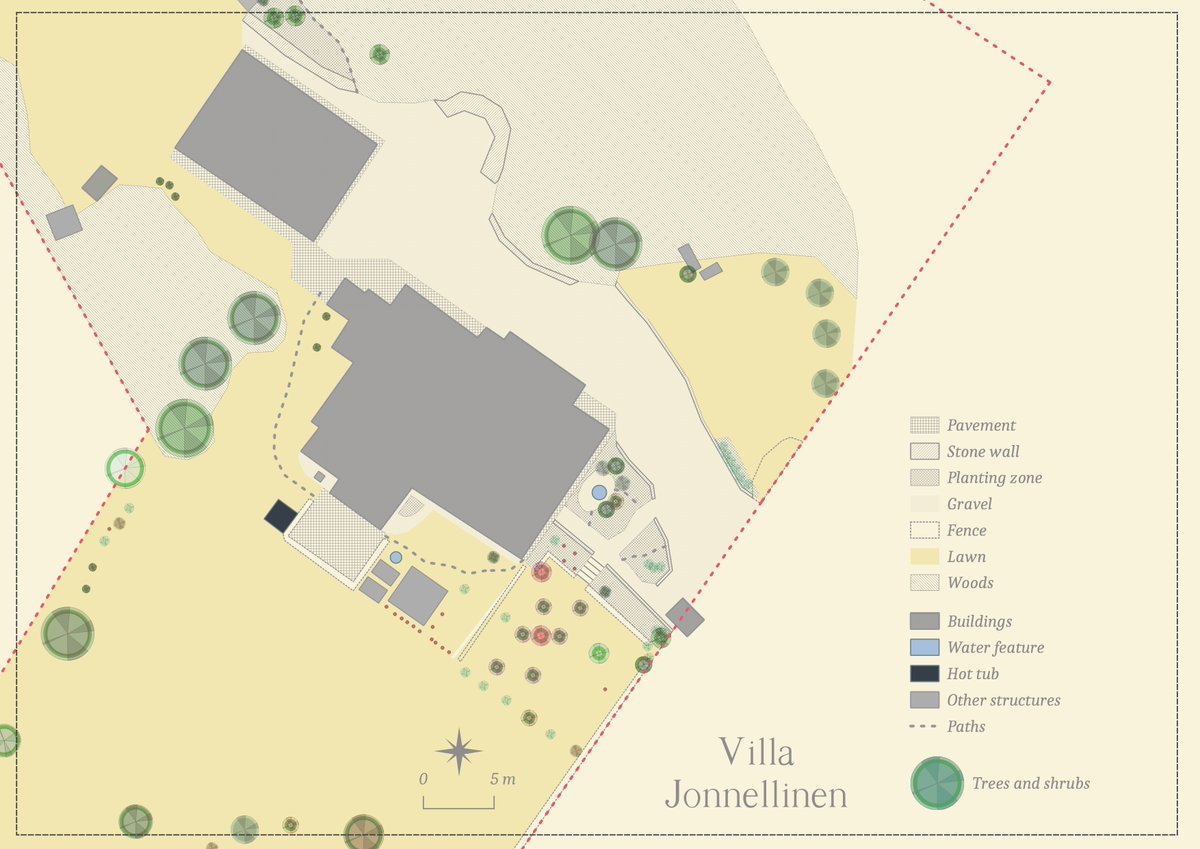 Pavement
Stone wall
Planting zone
Gravel
Fence
Lawn
Woods
Buildings
Water feature
Hot tub
Other structures
Paths
Trees and shrubs
Villa
Jonnellinen
0 5 m